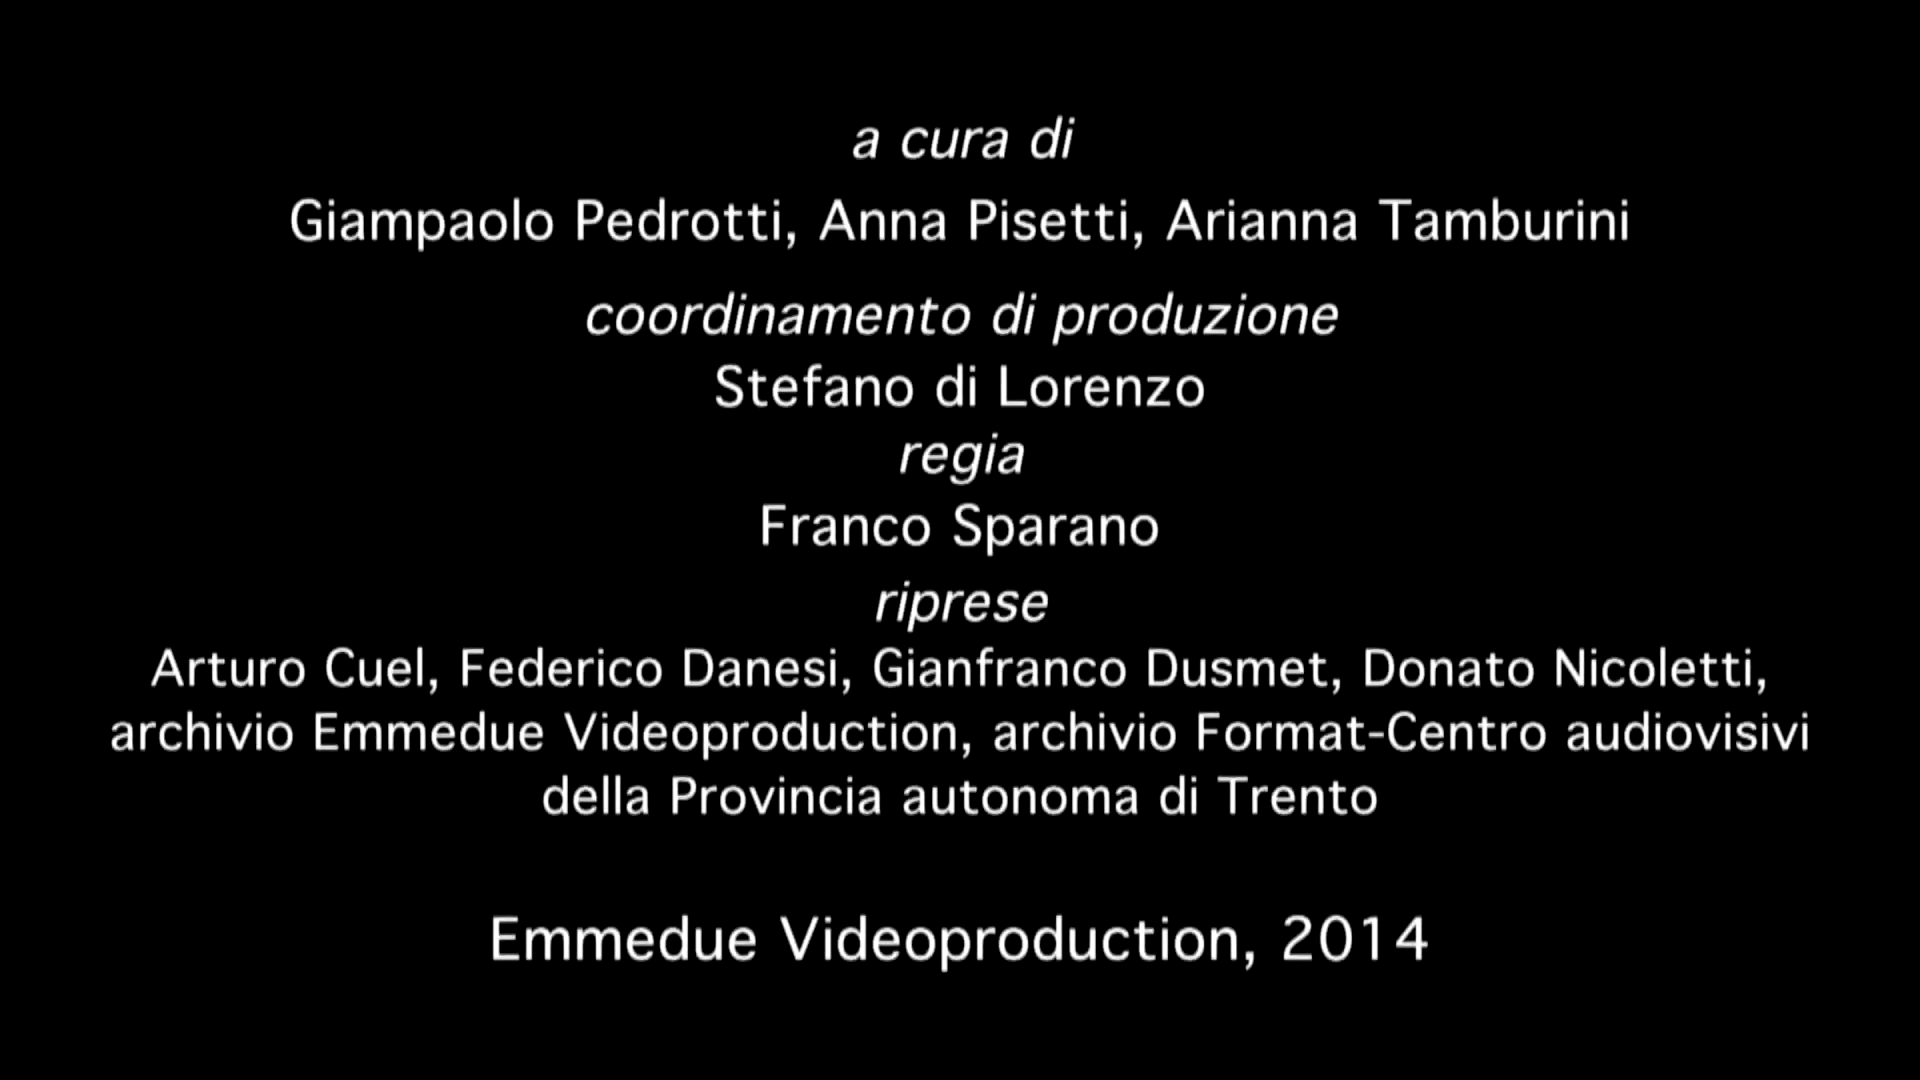 a cura di
Giampaolo Pedrotti, Anna Pisetti, Arianna Tamburini
coordinamento di produzione
Stefano di Lorenzo
regia
Franco Sparano
riprese
Arturo Cuel, Federico Danesi, Gianfranco Dusmet, Donato Nicoletti,
archivio Emmedue Videoproduction, archivio Format-Centro audiovisivi
della Provincia autonoma di Trento
Emmedue Videoproduction, 2014